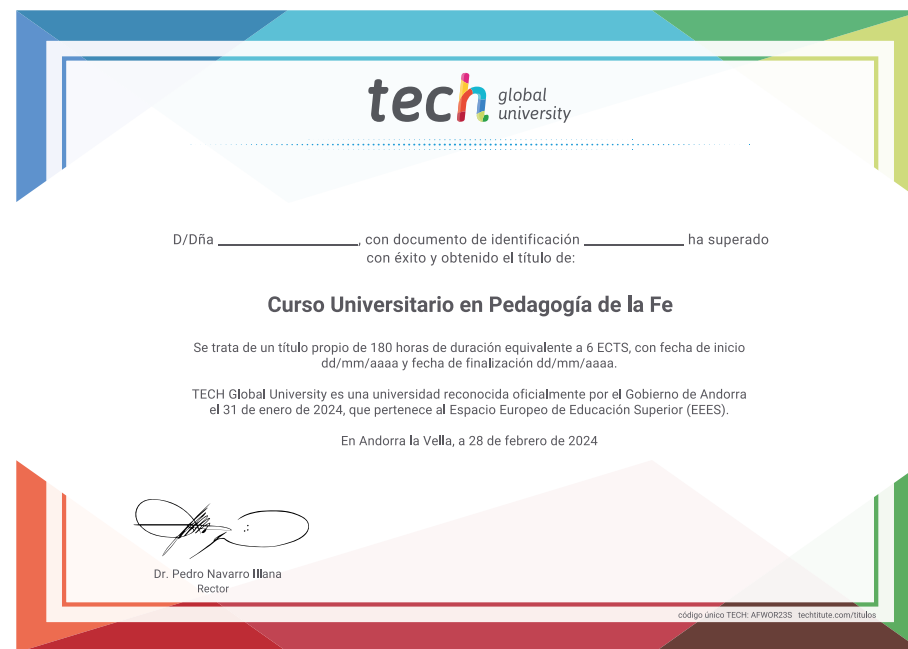 tech global university
D/Dña ____________________, con documento de identificación ______________ ha superado
con éxito y obtenido el título de:
Curso Universitario en Pedagogía de la Fe
Se trata de un título propio de 180 horas de duración equivalente a 6 ECTS, con fecha de inicio
dd/mm/aaaa y fecha de finalización dd/mm/aaaa.
TECH Global University es una universidad reconocida oficialmente por el Gobierno de Andorra
el 31 de enero de 2024, que pertenece al Espacio Europeo de Educación Superior (EEES).
En Andorra la Vella, a 28 de febrero de 2024
Dr. Pedro Navarro Illana
Rector
código único TECH: AFWOR23S techtitute.com/titulos